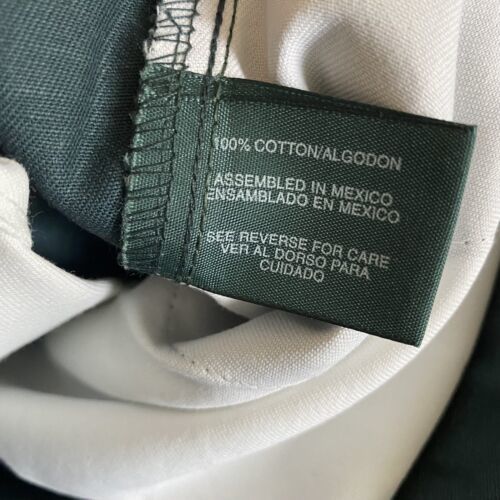 100% COTTON/ALGODON
ASSEMBLED IN MEXICO
ENSAMBLADO EN MEXICO
SEE REVERSE FOR CARE
VER AL DORSO PARA
CUIDADO